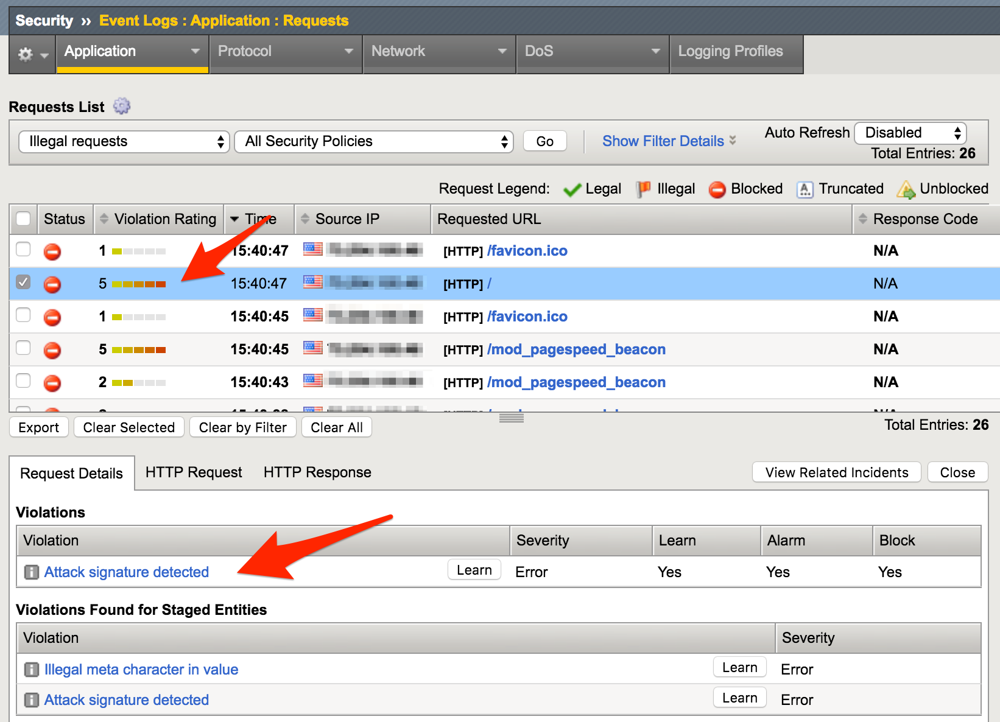 Security ›› Event Logs : Application : Requests
Application Protocol Network DoS Logging Profiles
Requests List
Illegal requests All Security Policies Go Show Filter Details Auto Refresh Disabled
Total Entries: 26
Request Legend: Legal Illegal Blocked A Truncated Unblocked
Status Violation Rating Time Source IP Requested URL Response Code
1 15:40:47 [HTTP] /favicon.ico N/A
5 15:40:47 [HTTP] / N/A
1 15:40:45 [HTTP] /favicon.ico N/A
5 15:40:45 [HTTP] /mod_pagespeed_beacon N/A
2 15:40:43 [HTTP] /mod_pagespeed_beacon N/A
Export Clear Selected Clear by Filter Clear All Total Entries: 26
Request Details HTTP Request HTTP Response View Related Incidents Close
Violations
Violation Severity Learn Alarm Block
Attack signature detected Learn Error Yes Yes Yes
Violations Found for Staged Entities
Violation Severity
Illegal meta character in value Learn Error
Attack signature detected Learn Error